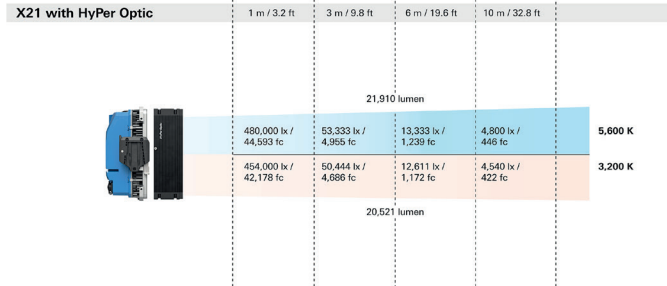 X21 with HyPer Optic
1 m / 3.2 ft
3 m / 9.8 ft
6 m / 19.6 ft
10 m / 32.8 ft
21,910 lumen
480,000 lx /
44,593 fc
53,333 lx /
4,955 fc
13,333 lx /
1,239 fc
4,800 lx /
446 fc
5,600 K
454,000 lx /
42,178 fc
50,444 lx /
4,686 fc
12,611 lx /
1,172 fc
4,540 lx /
422 fc
3,200 K
20,521 lumen